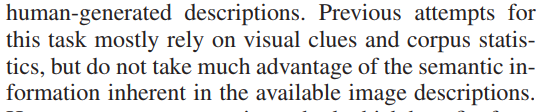 human-generated descriptions. Previous attempts for
this task mostly rely on visual clues and corpus statis-
tics, but do not take much advantage of the semantic in-
formation inherent in the available image descriptions.